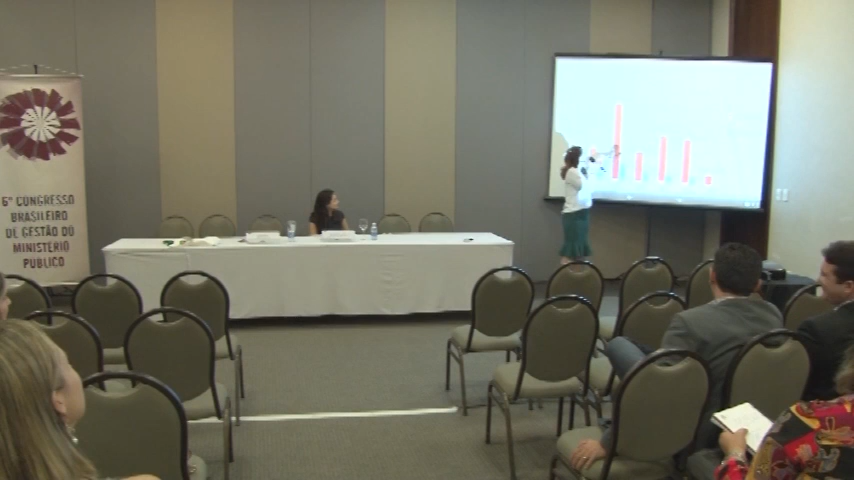 6º CONGRESSO
BRASILEIRO
DE GESTÃO DO
MINISTÉRIO
PÚBLICO